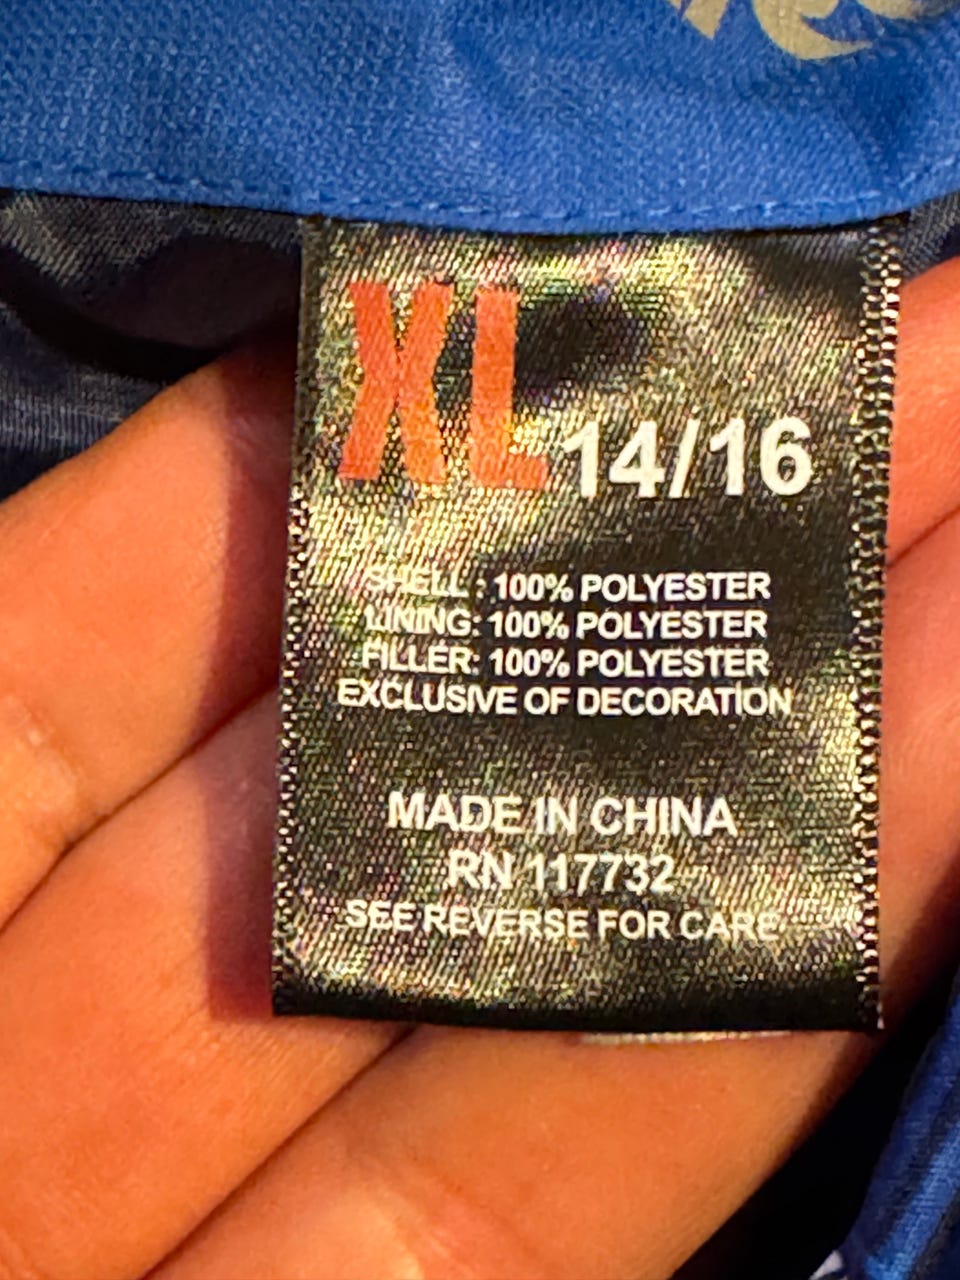 XL 14/16
SHELL : 100% POLYESTER
LINING: 100% POLYESTER
FILLER: 100% POLYESTER
EXCLUSIVE OF DECORATION
MADE IN CHINA
RN 117732
SEE REVERSE FOR CARE